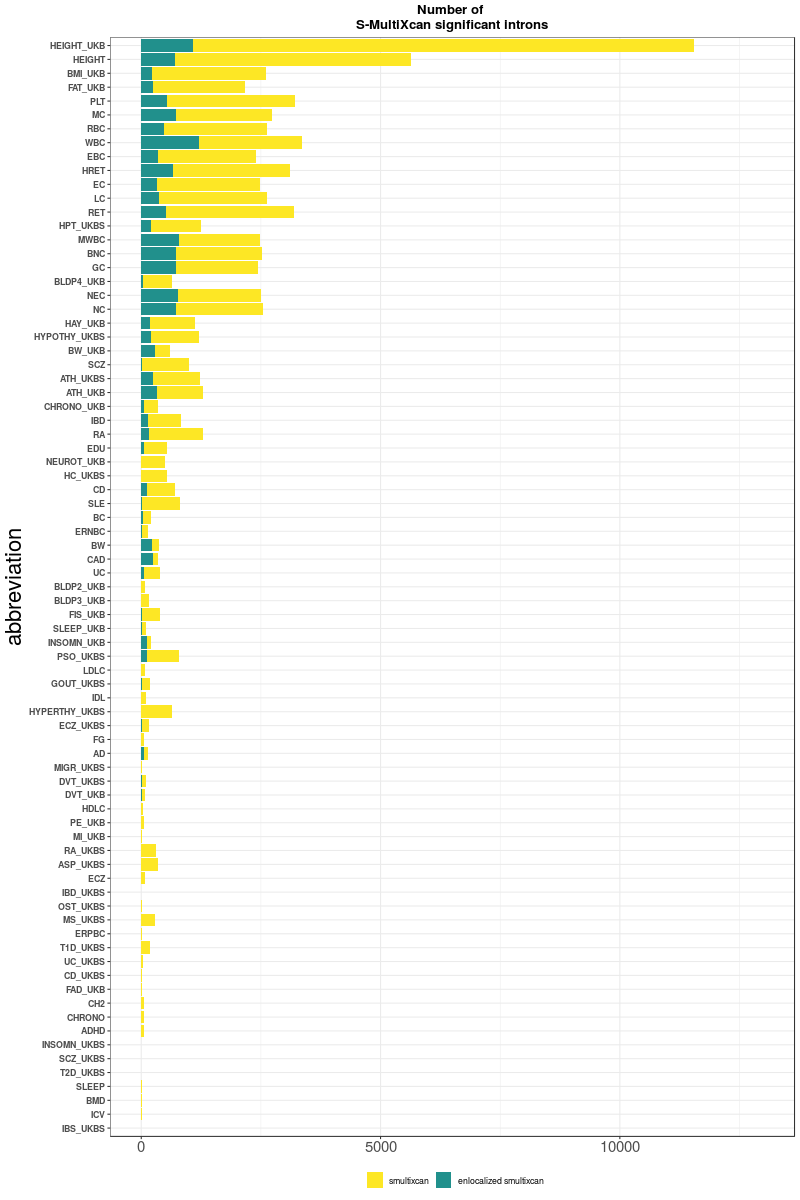 Number of
S-MultiXcan significant introns
abbreviation
HEIGHT_UKB
HEIGHT
BMI_UKB
FAT_UKB
PLT
MC
RBC
WBC
EBC
HRET
EC
LC
RET
HPT_UKBS
MWBC
BNC
GC
BLDP4_UKB
NEC
NC
HAY_UKB
HYPOTHY_UKBS
BW_UKB
SCZ
ATH_UKBS
ATH_UKB
CHRONO_UKB
IBD
RA
EDU
NEUROT_UKB
HC_UKBS
CD
SLE
BC
ERNBC
BW
CAD
UC
BLDP2_UKB
BLDP3_UKB
FIS_UKB
SLEEP_UKB
INSOMN_UKB
PSO_UKBS
LDLC
GOUT_UKBS
IDL
HYPERTHY_UKBS
ECZ_UKBS
FG
AD
MIGR_UKBS
DVT_UKBS
DVT_UKB
HDLC
PE_UKB
MI_UKB
RA_UKBS
ASP_UKBS
ECZ
IBD_UKBS
OST_UKBS
MS_UKBS
ERPBC
T1D_UKBS
UC_UKBS
CD_UKBS
FAD_UKB
CH2
CHRONO
ADHD
INSOMN_UKBS
SCZ_UKBS
T2D_UKBS
SLEEP
BMD
ICV
IBS_UKBS
0 5000 10000
smultixcan enlocalized smultixcan